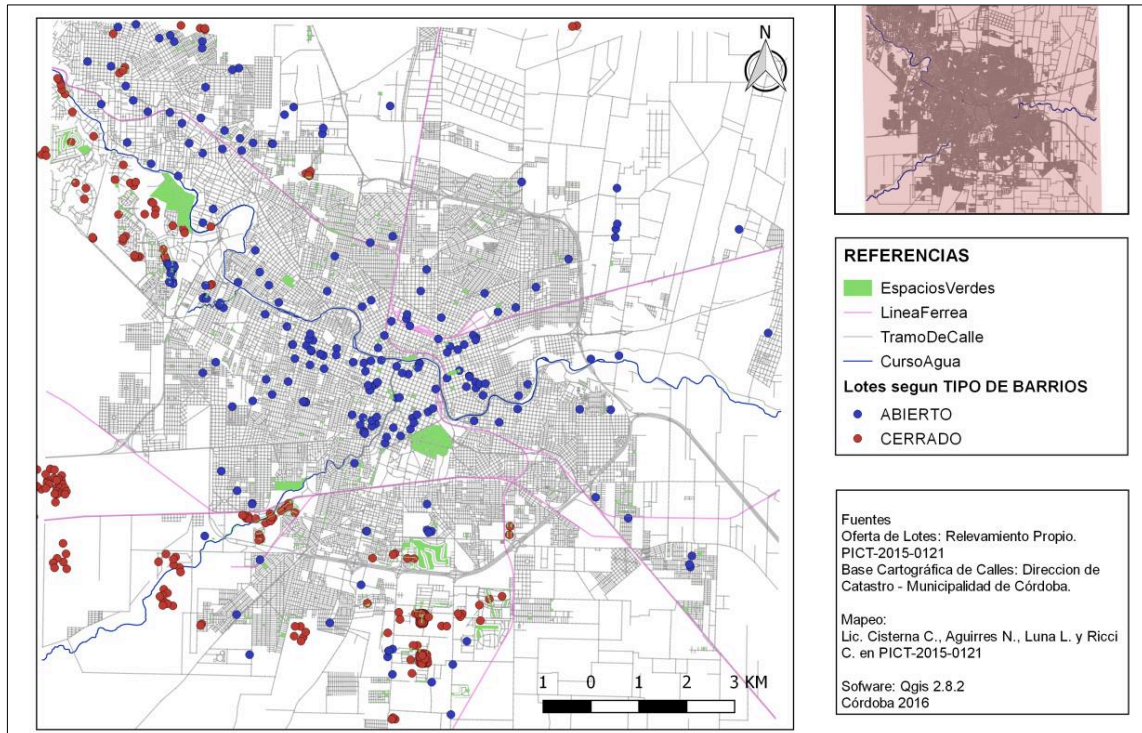 N
1 0 1 2 3 KM
REFERENCIAS
EspaciosVerdes
LineaFerrea
TramoDeCalle
CursoAgua
Lotes segun TIPO DE BARRIOS
ABIERTO
CERRADO
Fuentes
Oferta de Lotes: Relevamiento Propio.
PICT-2015-0121
Base Cartográfica de Calles: Direccion de
Catastro - Municipalidad de Córdoba.
Mapeo:
Lic. Cisterna C., Aguirres N., Luna L. y Ricci
C. en PICT-2015-0121
Sofware: Qgis 2.8.2
Córdoba 2016